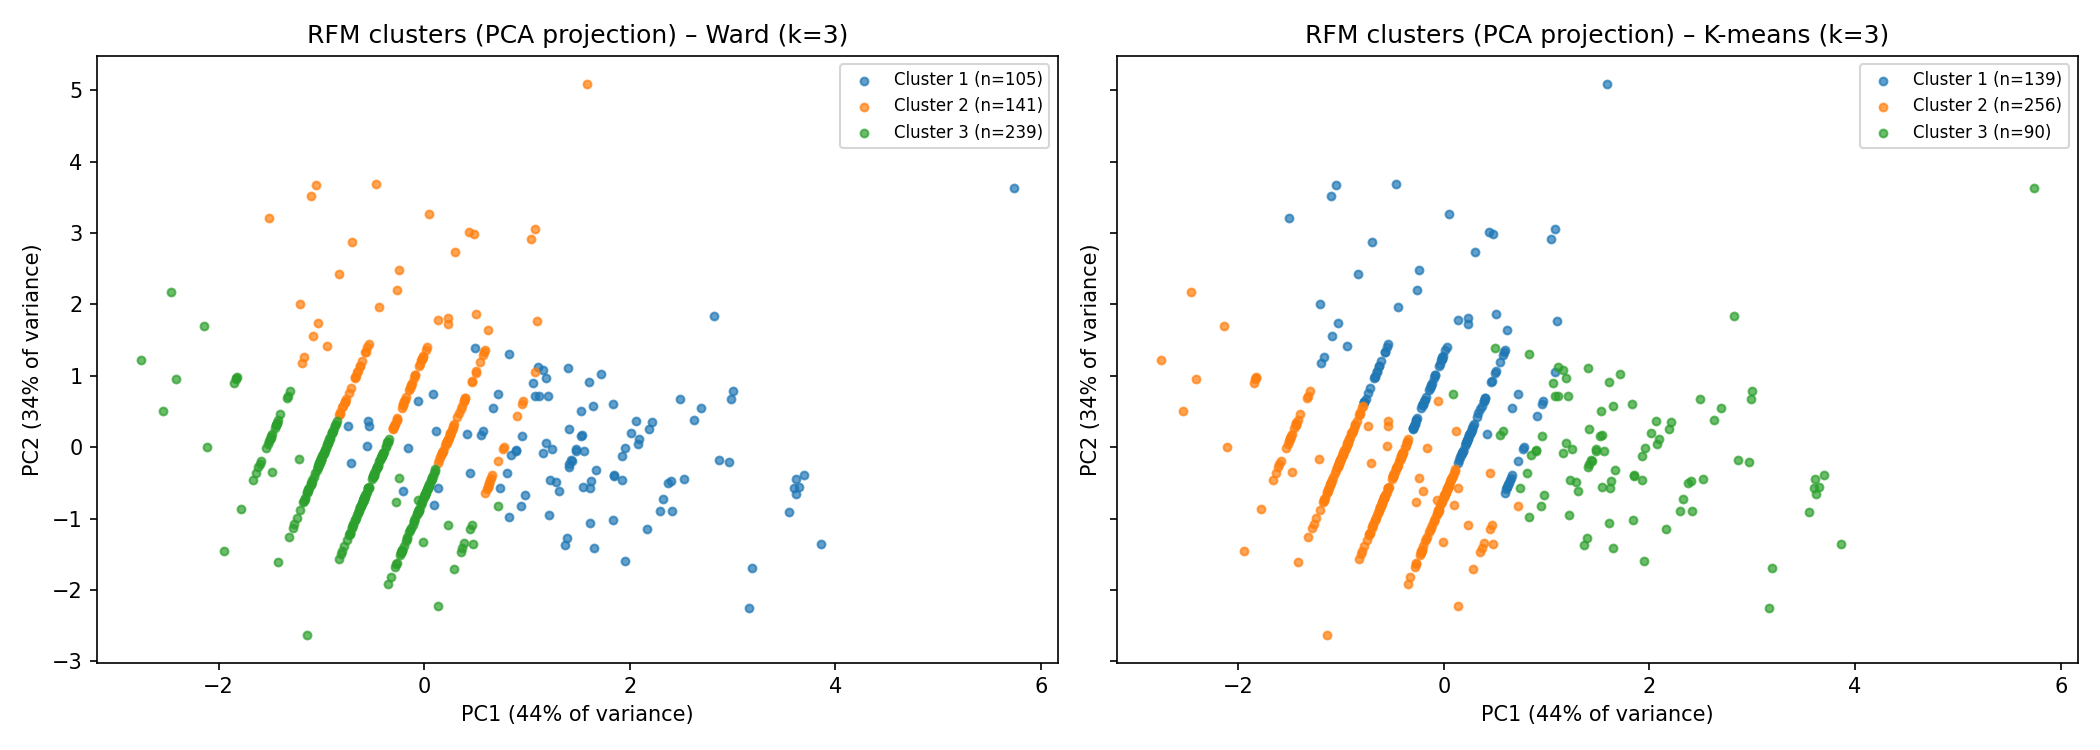 RFM clusters (PCA projection) – Ward (k=3)
Cluster 1 (n=105)
Cluster 2 (n=141)
Cluster 3 (n=239)
PC2 (34% of variance)
5
4
3
2
1
0
−1
−2
−3
−2
0
2
4
6
PC1 (44% of variance)
RFM clusters (PCA projection) – K-means (k=3)
Cluster 1 (n=139)
Cluster 2 (n=256)
Cluster 3 (n=90)
PC2 (34% of variance)
−2
0
2
4
6
PC1 (44% of variance)